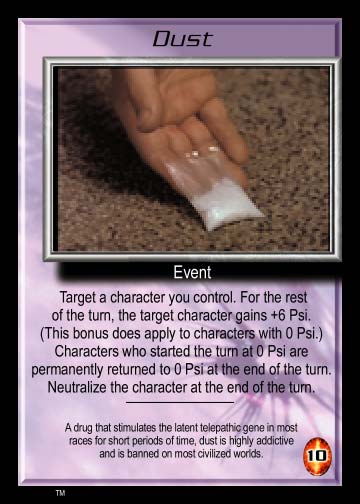 Dust
Event
Target a character you control. For the rest
of the turn, the target character gains +6 Psi.
(This bonus does apply to characters with 0 Psi.)
Characters who started the turn at 0 Psi are
permanently returned to 0 Psi at the end of the turn.
Neutralize the character at the end of the turn.
A drug that stimulates the latent telepathic gene in most
races for short periods of time, dust is highly addictive
and is banned on most civilized worlds.
10
TM